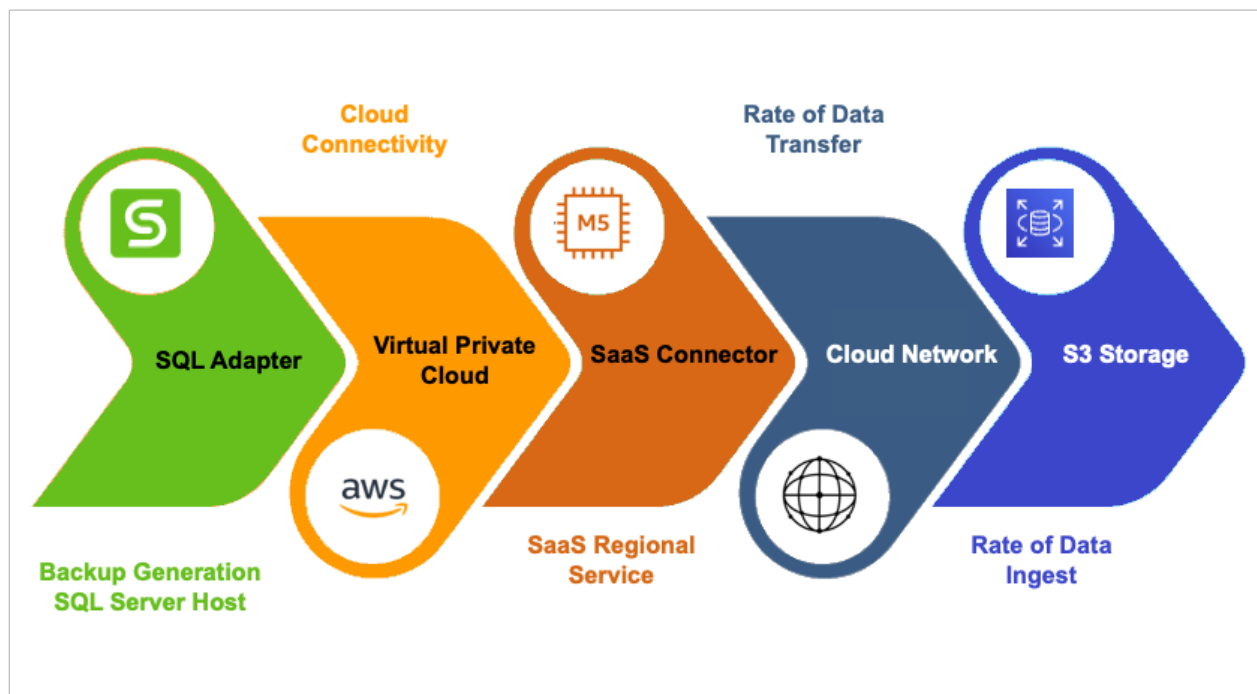 Cloud
Connectivity
Rate of Data
Transfer
S
M5
SQL Adapter
Virtual Private
Cloud
SaaS Connector
Cloud Network
S3 Storage
aws
Backup Generation
SQL Server Host
SaaS Regional
Service
Rate of Data
Ingest